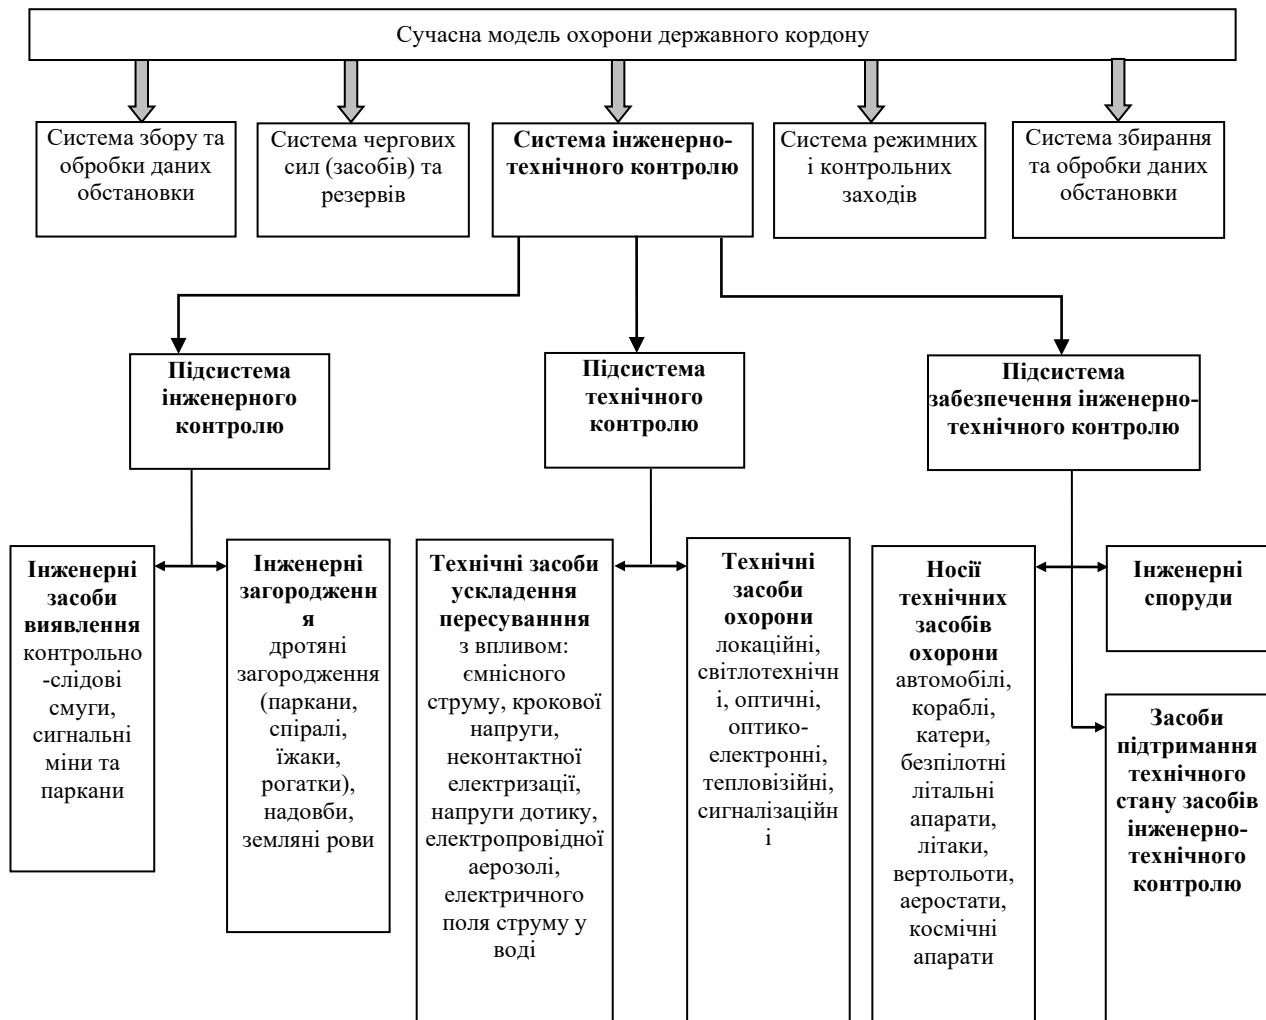 Сучасна модель охорони державного кордону
Система збору та
обробки даних
обстановки
Система чергових
сил (засобів) та
резервів
Система інженерно-
технічного контролю
Система режимних
і контрольних
заходів
Система збирання
та обробки даних
обстановки
Підсистема
інженерного
контролю
Підсистема
технічного
контролю
Підсистема
забезпечення інженерно-
технічного контролю
Інженерні
засоби
виявлення
контрольно
-слідові
смуги,
сигнальні
міни та
паркани
Інженерні
загородженн
я
дротяні
загородження
(паркани,
спіралі,
їжаки,
рогатки),
надовби,
земляні рови
Технічні засоби
ускладення
пересуванння
з впливом:
ємнісного
струму, крокової
напруги,
неконтактної
електризації,
напруги дотику,
електропровідної
аерозолі,
електричного
поля струму у
воді
Технічні
засоби
охорони
локаційні,
світлотехнічн
і, оптичні,
оптико-
електронні,
тепловізійні,
сигналізаційн
і
Носії
технічних
засобів
охорони
автомобілі,
кораблі,
катери,
безпілотні
літальні
апарати,
літаки,
вертольоти,
аеростати,
космічні
апарати
Інженерні
споруди
Засоби
підтримання
технічного
стану засобів
інженерно-
технічного
контролю